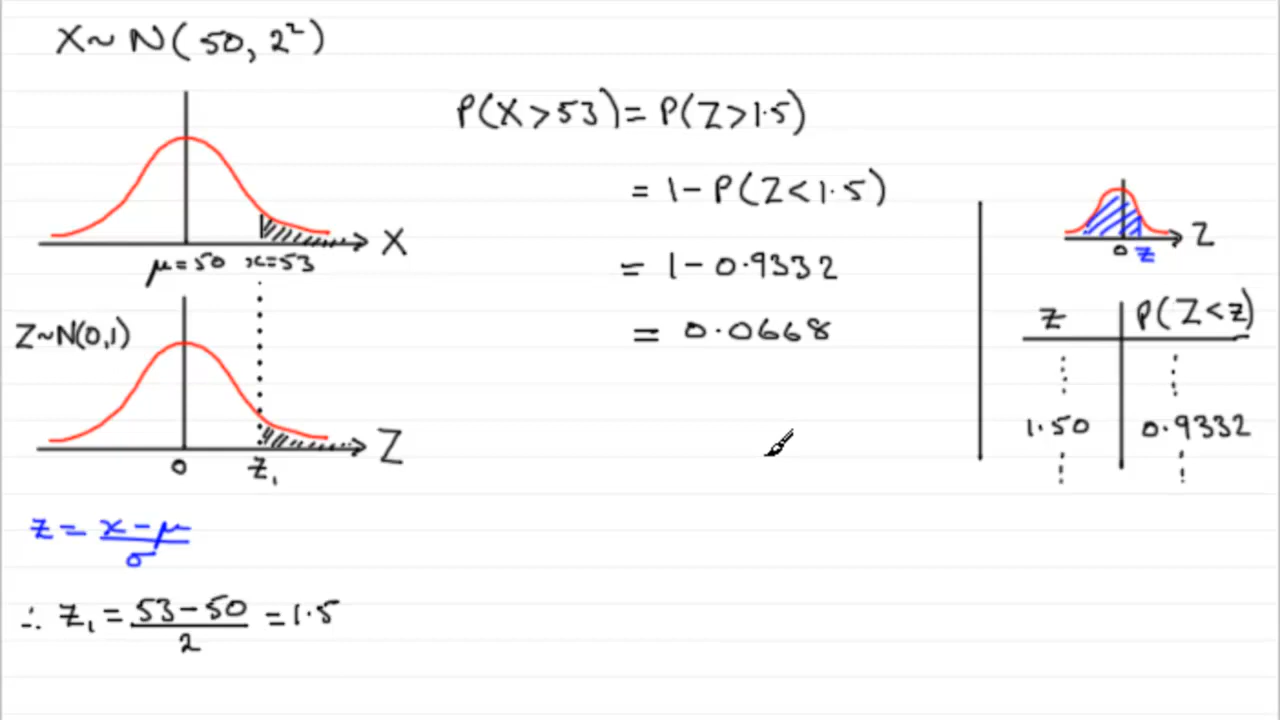 X~N(50, 2²)
P(X>53) = P(Z>1.5)
= 1-P(Z<1.5)
= 1-0.9332
= 0.0668
X
μ=50 x=53
Z~N(0,1)
Z
0 z₁
z = x-μ/σ
∴ z₁ = 53-50/2 = 1.5
Z
0 z
z P(Z<z)
1.50 0.9332